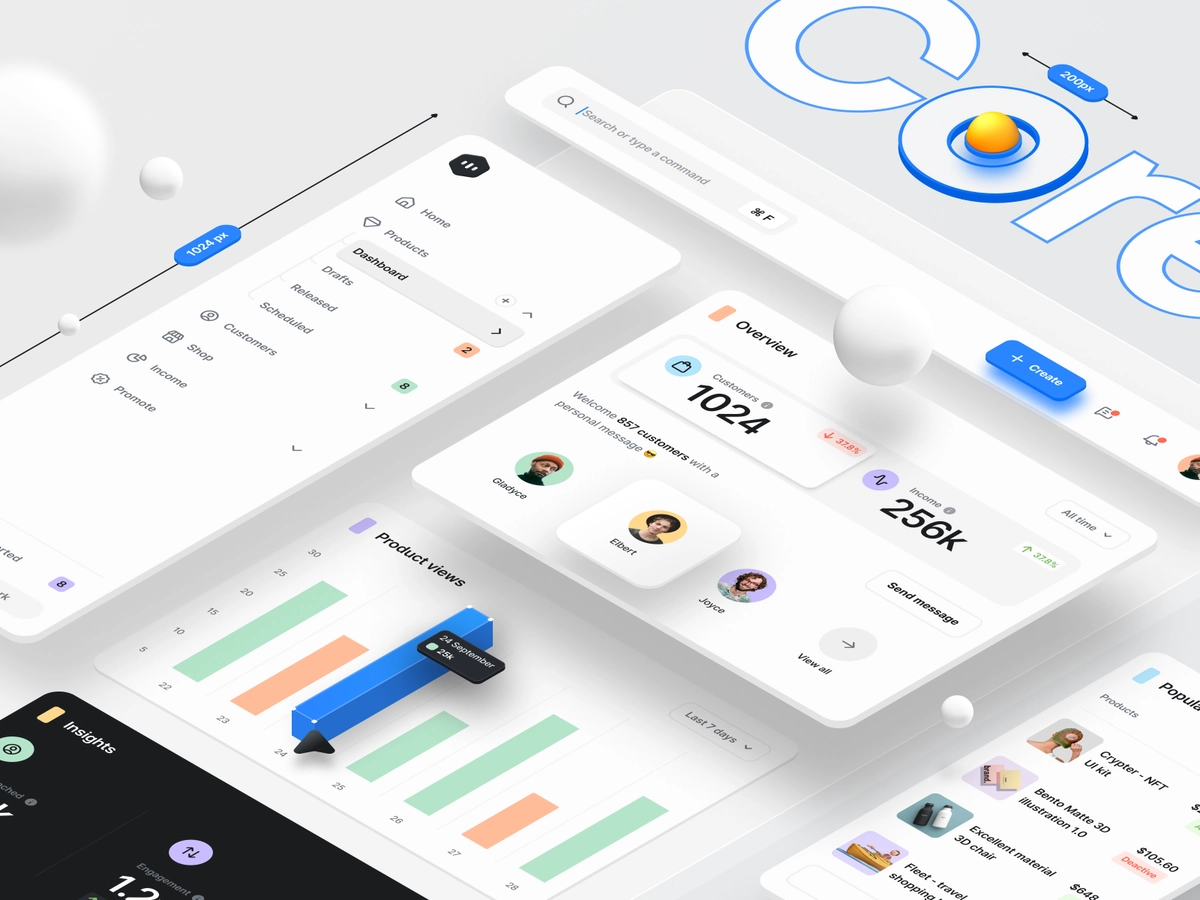 Core
200px
1024 px
Search or type a command
⌘ F
Create
Home
Products
Dashboard
Drafts
2
Released
Scheduled
8
Customers
Shop
Income
Promote
8
Overview
Customers
1024
37.8%
Income
256k
37.8%
All time
Welcome 857 customers with a
personal message 😎
Gladyce
Elbert
Joyce
View all
Send message
Product views
Last 7 days
30
25
20
15
10
5
24 September
25k
22
23
24
25
26
27
28
Insights
Engagement
1.2
Products
Crypter - NFT
UI kit
Bento Matte 3D
illustration 1.0
$105.60
Deactive
Excellent material
3D chair
$648
Fleet - travel
shopping
brand.